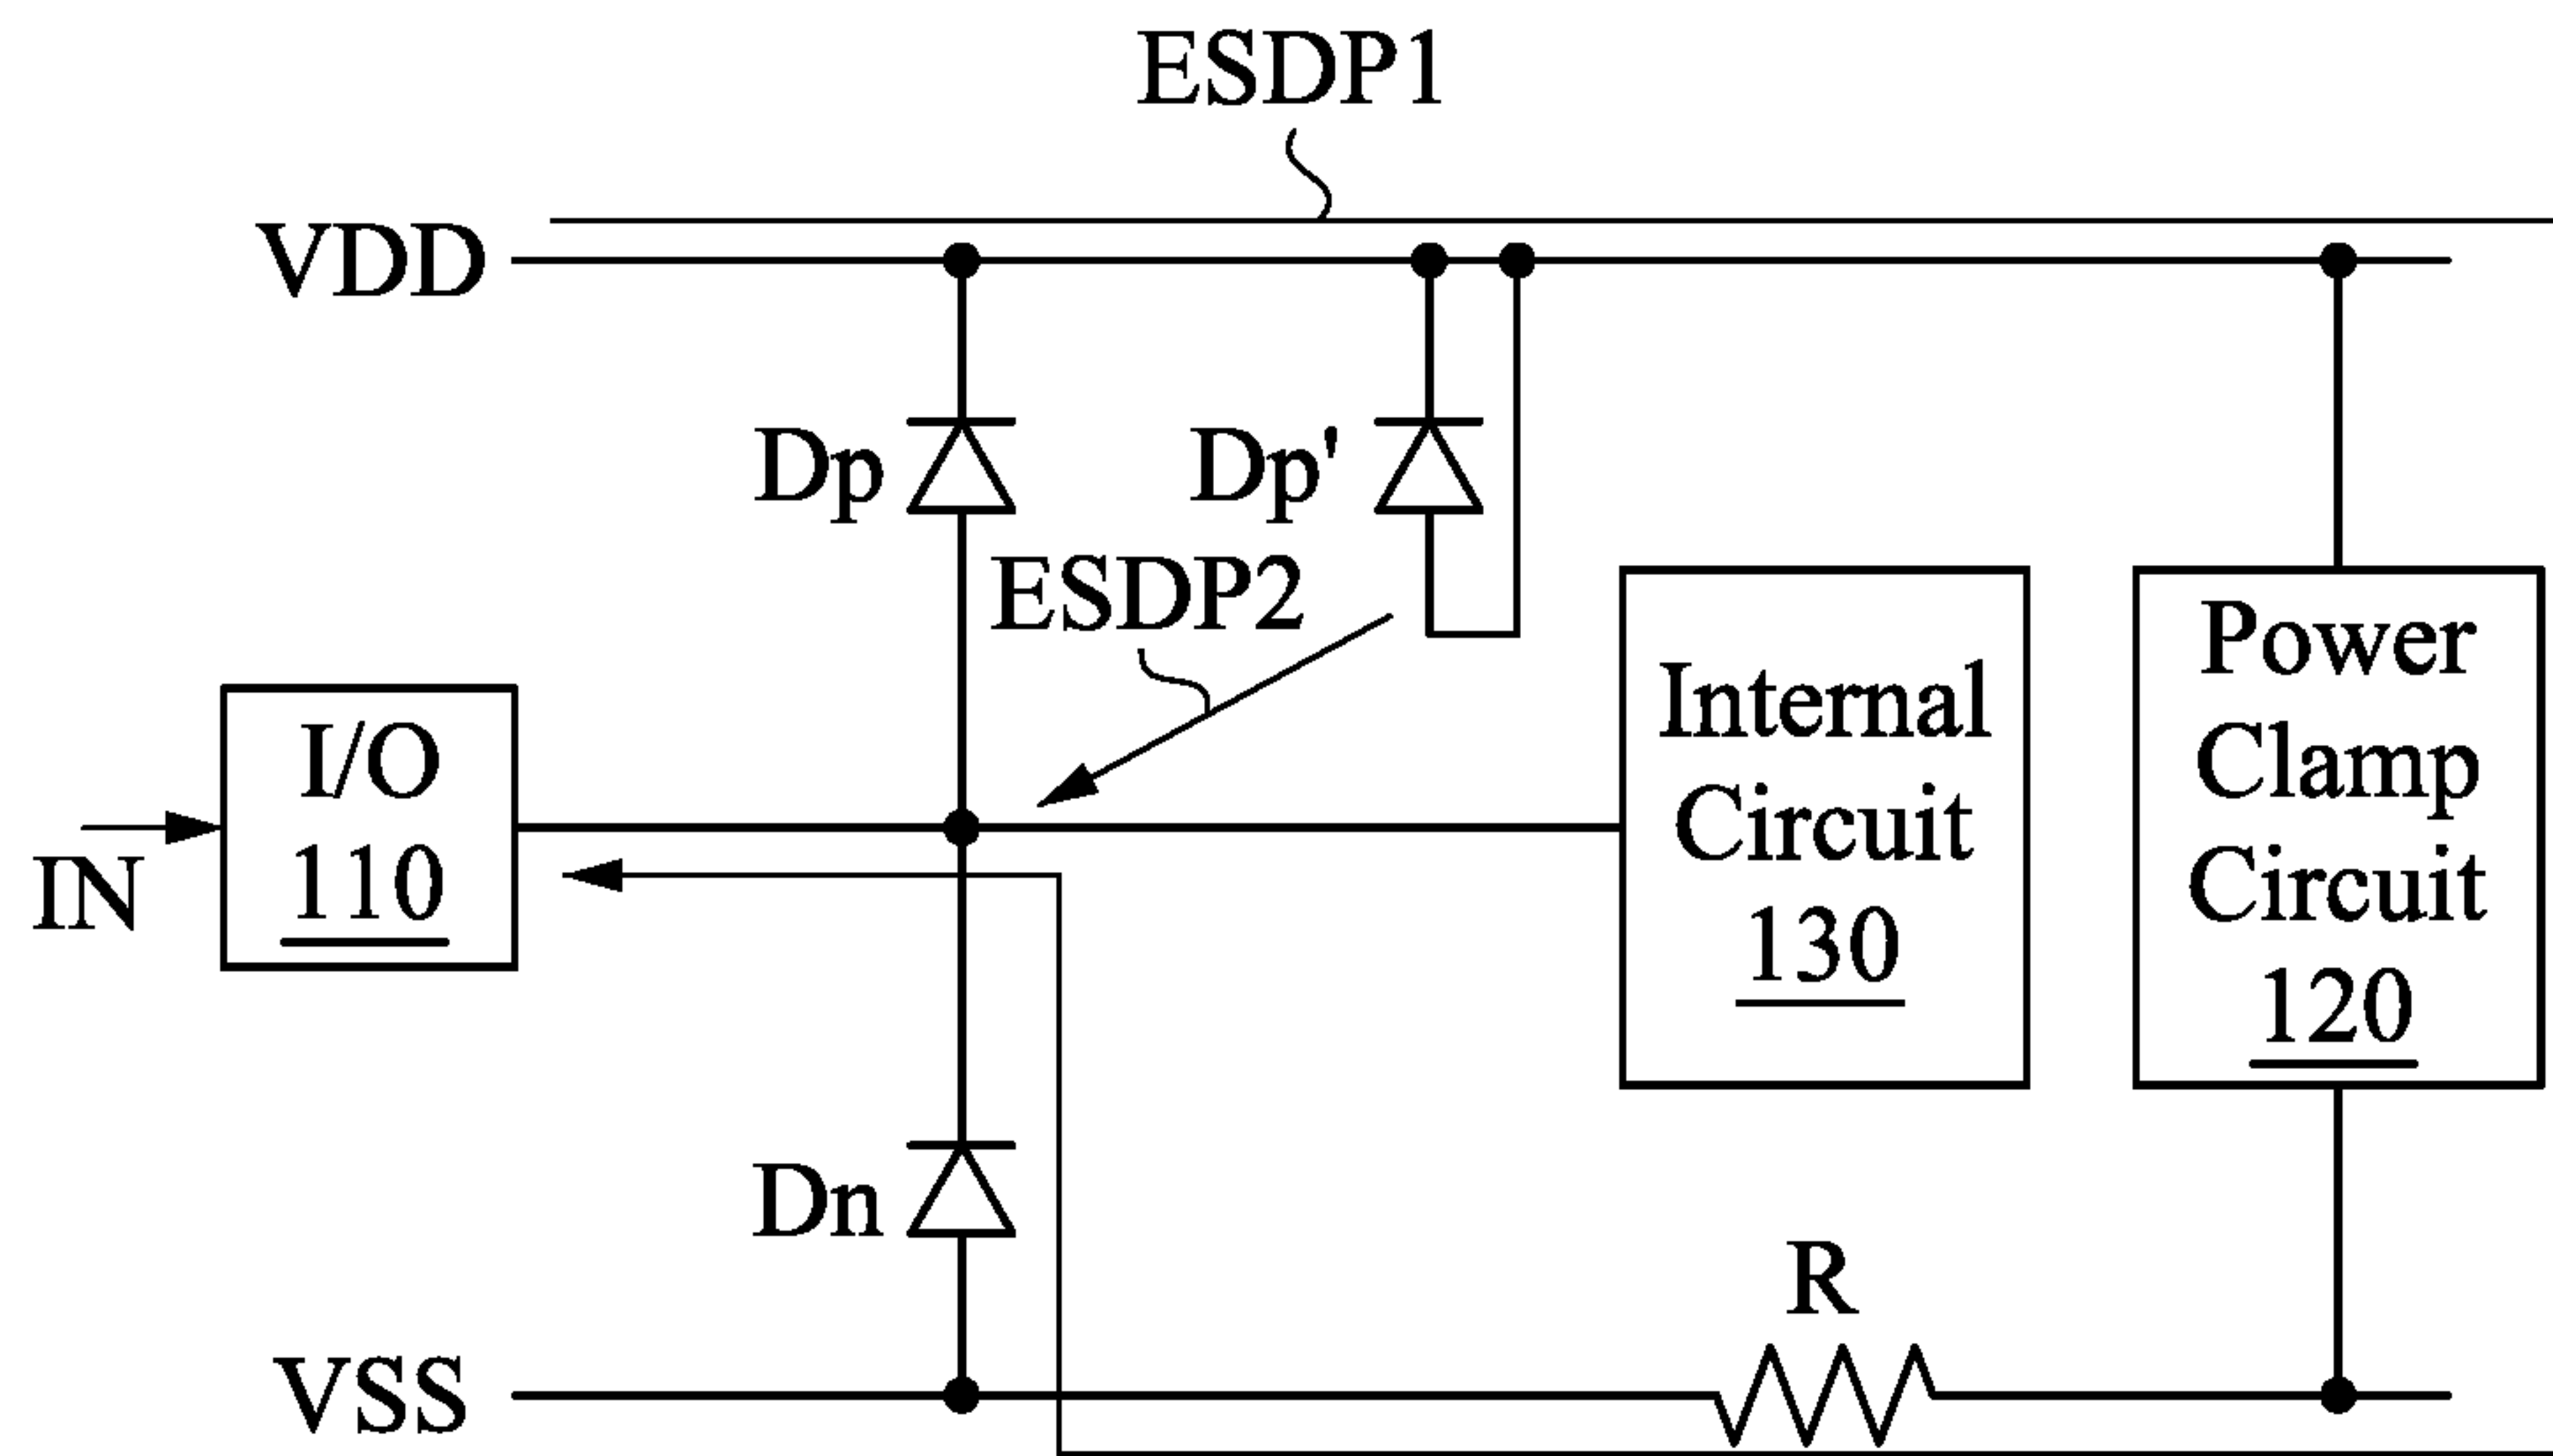 ESDP1
VDD
Dp
Dp'
ESDP2
I/O
110
IN
Internal
Circuit
130
Power
Clamp
Circuit
120
Dn
R
VSS